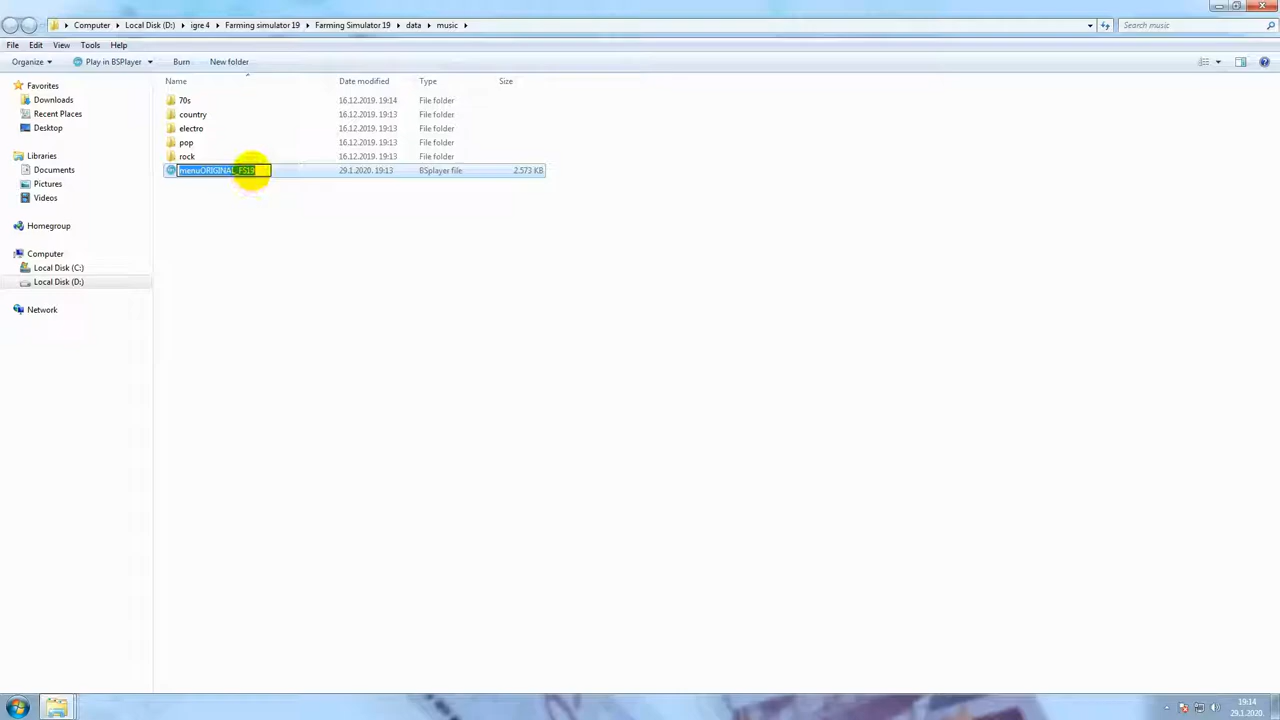 Computer Local Disk (D:) igre 4 Farming simulator 19 Farming Simulator 19 data music
Search music
File Edit View Tools Help
Organize Play in BSPlayer Burn New folder
Name Date modified Type Size
Favorites
Downloads
Recent Places
Desktop
Libraries
Documents
Pictures
Videos
Homegroup
Computer
Local Disk (C:)
Local Disk (D:)
Network
70s 16.12.2019. 19:14 File folder
country 16.12.2019. 19:13 File folder
electro 16.12.2019. 19:13 File folder
pop 16.12.2019. 19:13 File folder
rock 16.12.2019. 19:13 File folder
menuORIGINAL_FS19 29.1.2020. 19:13 BSplayer file 2.573 KB
19:14
29.1.2020.